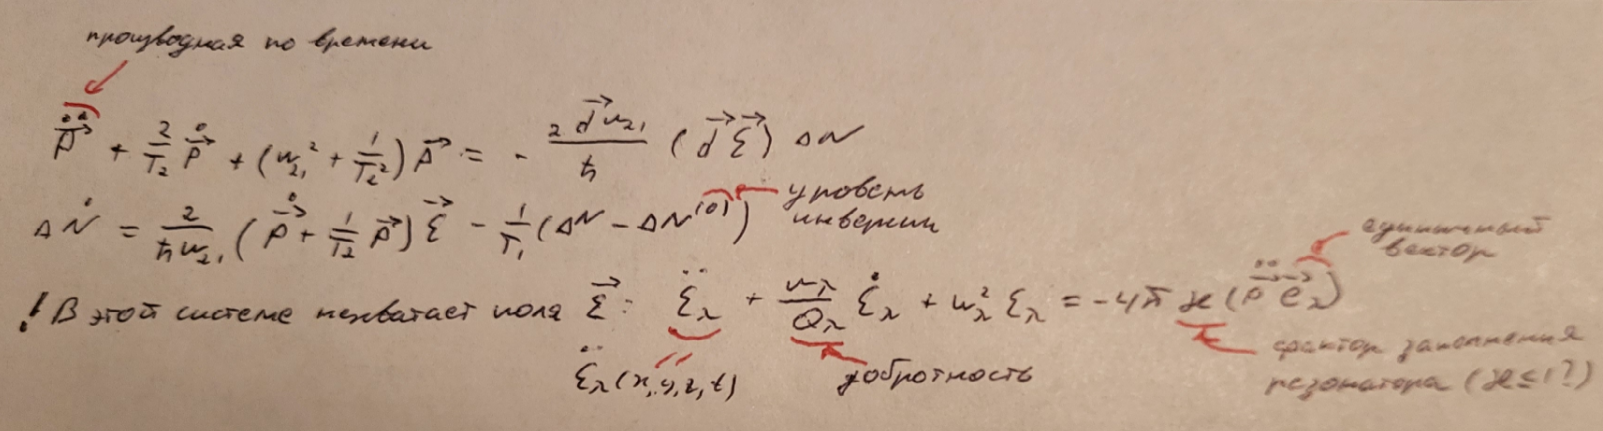 производная по времени
$\ddot{\vec{P}} + \frac{2}{T_2} \dot{\vec{P}} + (\omega_{21}^2 + \frac{1}{T_2^2}) \vec{P} = - \frac{2 \vec{d} \omega_{21}}{\hbar} (\vec{d} \vec{\mathcal{E}}) \Delta N$
$\Delta \dot{N} = \frac{2}{\hbar \omega_{21}} (\dot{\vec{P}} + \frac{1}{T_2} \vec{P}) \vec{\mathcal{E}} - \frac{1}{T_1} (\Delta N - \Delta N^{(0)})$ уровень
инверсии
единичный
вектор
! В этой системе нехватает поля $\vec{\mathcal{E}}$: $\ddot{\mathcal{E}}_\lambda + \frac{\omega_\lambda}{Q_\lambda} \dot{\mathcal{E}}_\lambda + \omega_\lambda^2 \mathcal{E}_\lambda = -4\pi \varkappa (\ddot{\vec{P}} \vec{e}_\lambda)$
$\ddot{\mathcal{E}}_\lambda (x, y, z, t)$ добротность
фактор заполнения
резонатора ($\varkappa \leq 1$?)